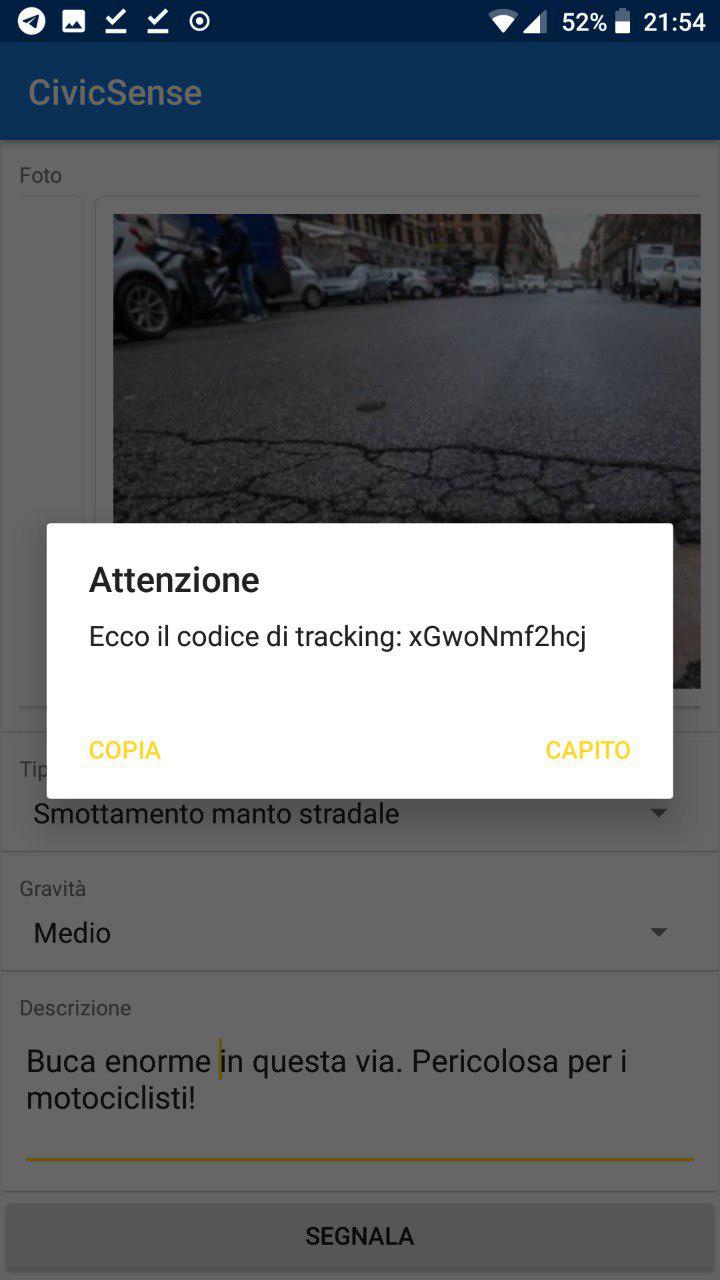 52% 21:54
CivicSense
Foto
Attenzione
Ecco il codice di tracking: xGwoNmf2hcj
COPIA CAPITO
Tip
Smottamento manto stradale
Gravità
Medio
Descrizione
Buca enorme in questa via. Pericolosa per i
motociclisti!
SEGNALA